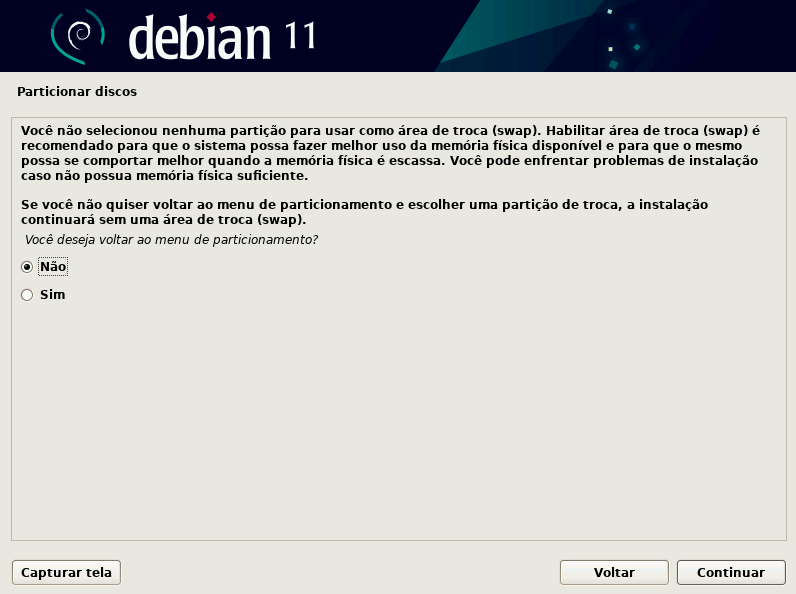 debian 11
Particionar discos
Você não selecionou nenhuma partição para usar como área de troca (swap). Habilitar área de troca (swap) é
recomendado para que o sistema possa fazer melhor uso da memória física disponível e para que o mesmo
possa se comportar melhor quando a memória física é escassa. Você pode enfrentar problemas de instalação
caso não possua memória física suficiente.
Se você não quiser voltar ao menu de particionamento e escolher uma partição de troca, a instalação
continuará sem uma área de troca (swap).
Você deseja voltar ao menu de particionamento?
Não
Sim
Capturar tela
Voltar
Continuar